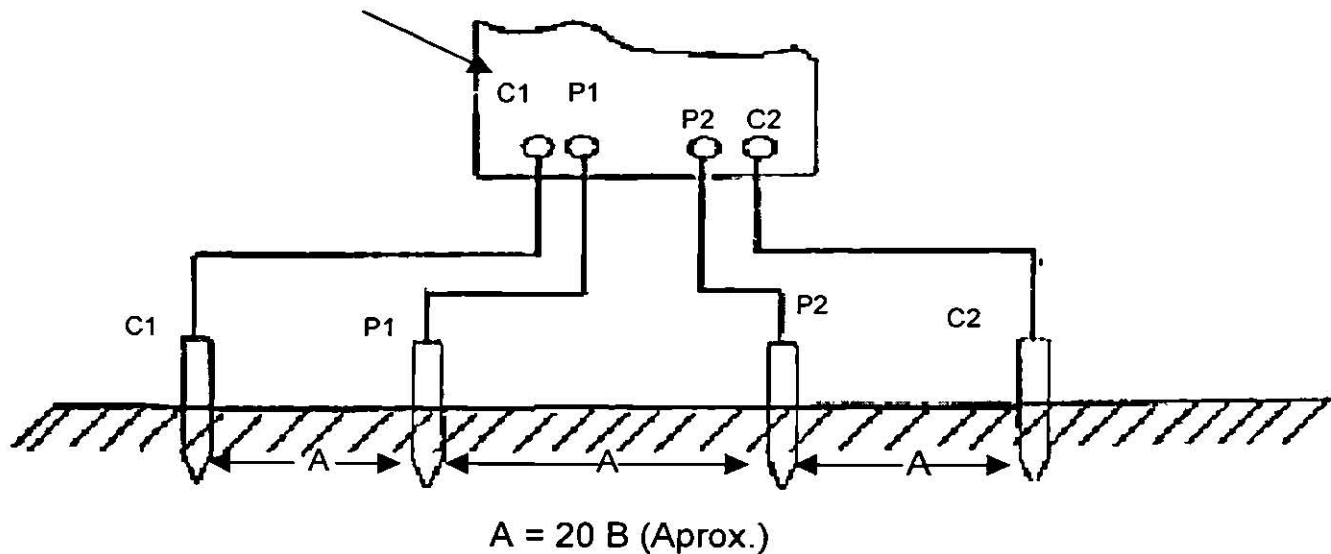 C1 P1
P2 C2
C1 P1 P2 C2
A A A
A = 20 B (Aprox.)